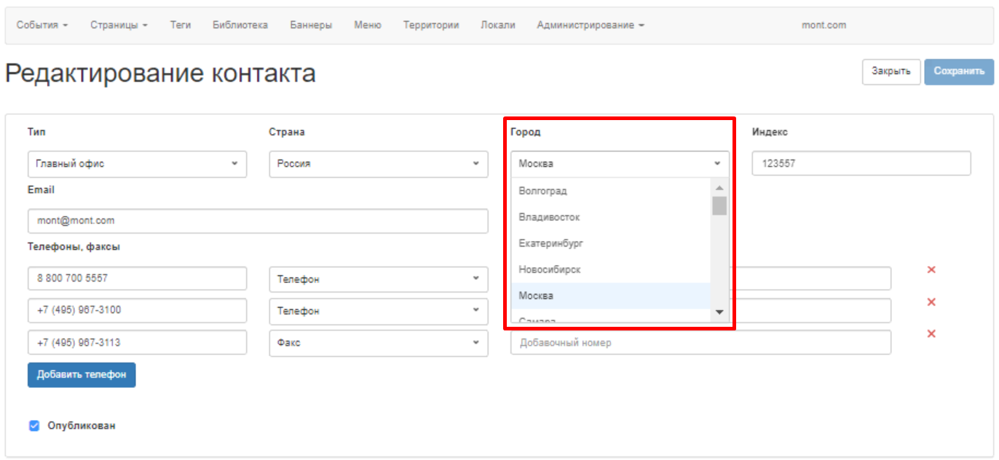 События Страницы Теги Библиотека Баннеры Меню Территории Локали Администрирование mont.com
Редактирование контакта Закрыть Сохранить
Тип Страна Город Индекс
Главный офис Россия Москва 123557
Email Волгоград
mont@mont.com Владивосток
Телефоны, факсы Екатеринбург
Новосибирск
8 800 700 5557 Телефон
Москва
+7 (495) 967-3100 Телефон
Самара
+7 (495) 967-3113 Факс Добавочный номер
Добавить телефон
Опубликован